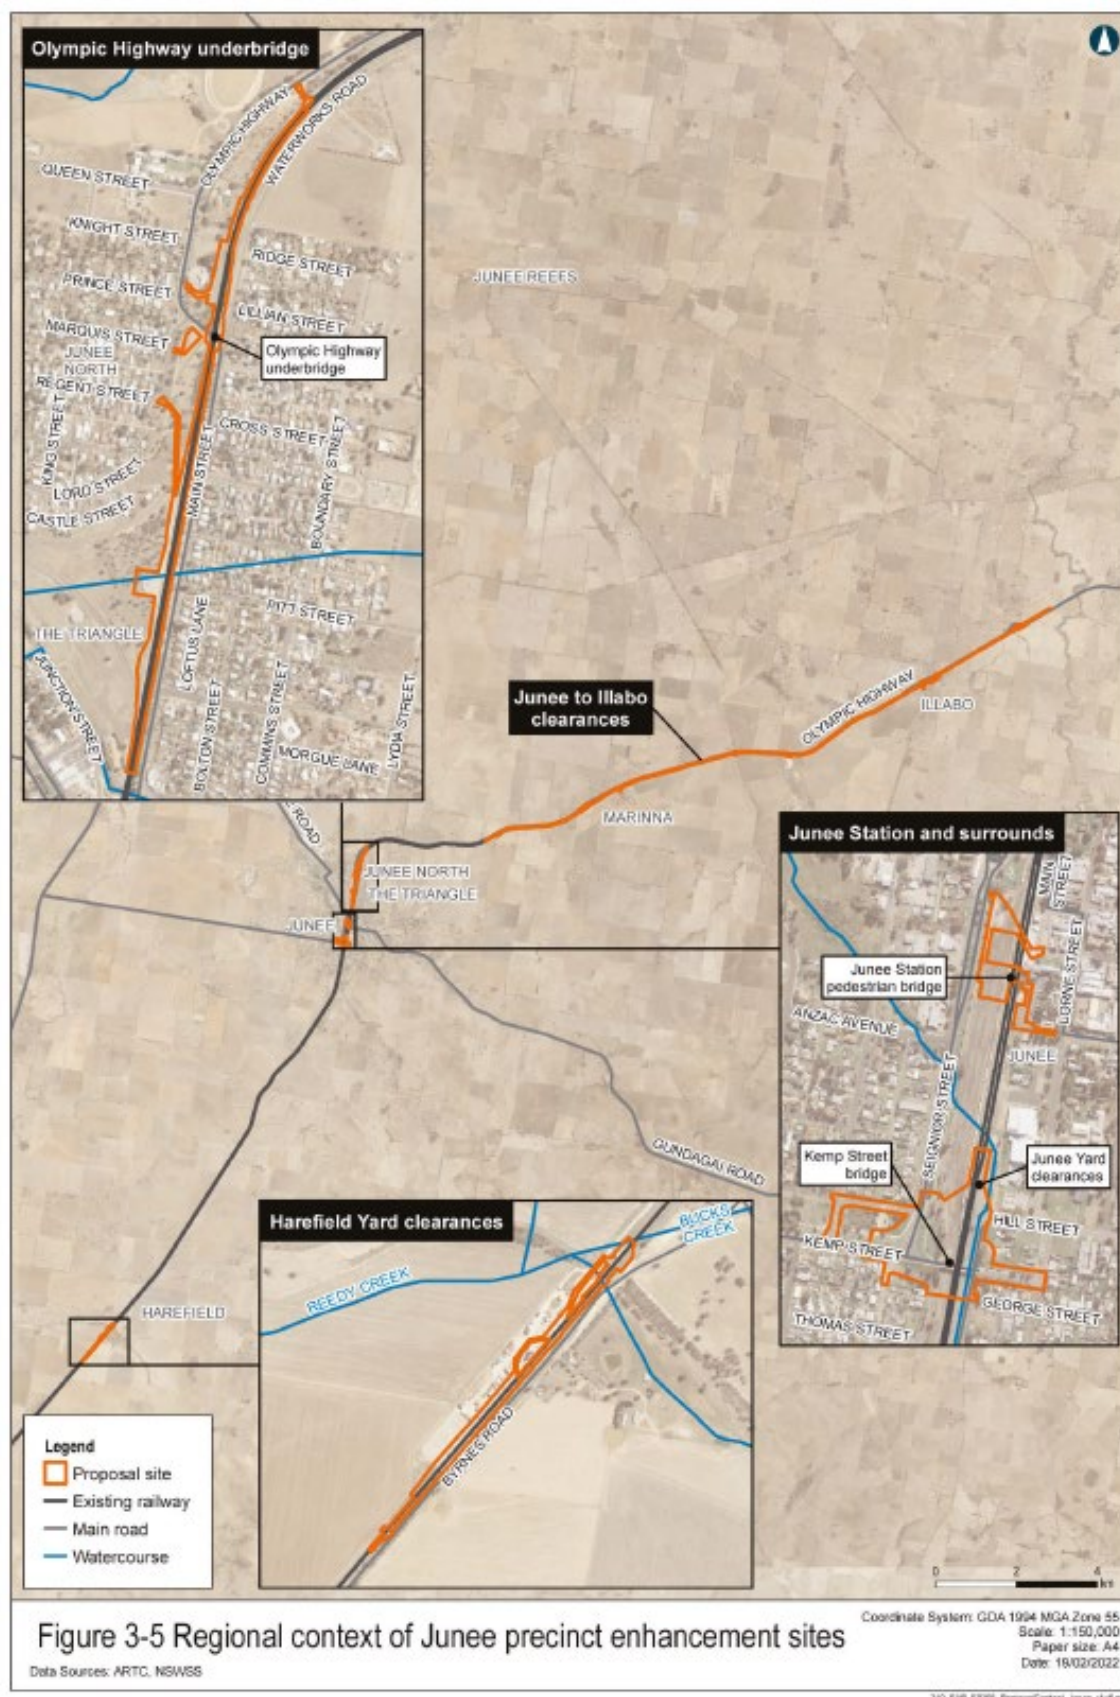 Olympic Highway underbridge
OLYMPIC HIGHWAY
WATERWORKS ROAD
QUEEN STREET
KNIGHT STREET
RIDGE STREET
PRINCE STREET
LILLIAN STREET
MARQUIS STREET
JUNEE
NORTH
Olympic Highway
underbridge
REGENT STREET
KING STREET
CROSS STREET
MAIN STREET
BOUNDARY STREET
LORD STREET
CASTLE STREET
PITT STREET
THE TRIANGLE
LOFTUS LANE
JUNCTION STREET
BOLTON STREET
COMMINS STREET
MORGUE LANE
LYDIA STREET
JUNEE REEFS
Junee to Illabo
clearances
OLYMPIC HIGHWAY
ILLABO
MARINNA
ROAD
JUNEE NORTH
THE TRIANGLE
JUNEE
GUNDAGAI ROAD
HAREFIELD
Junee Station and surrounds
MAIN
STREET
LORNE STREET
Junee Station
pedestrian bridge
ANZAC AVENUE
JUNEE
SEIGNIOR STREET
Kemp Street
bridge
Junee Yard
clearances
HILL STREET
KEMP STREET
GEORGE STREET
THOMAS STREET
Harefield Yard clearances
BUCKS
CREEK
REEDY CREEK
BYRNES ROAD
Legend
Proposal site
Existing railway
Main road
Watercourse
0 2 4
km
Figure 3-5 Regional context of Junee precinct enhancement sites
Data Sources: ARTC, NSWSS
Coordinate System: GDA 1994 MGA Zone 55
Scale: 1:150,000
Paper size: A4
Date: 18/02/2022